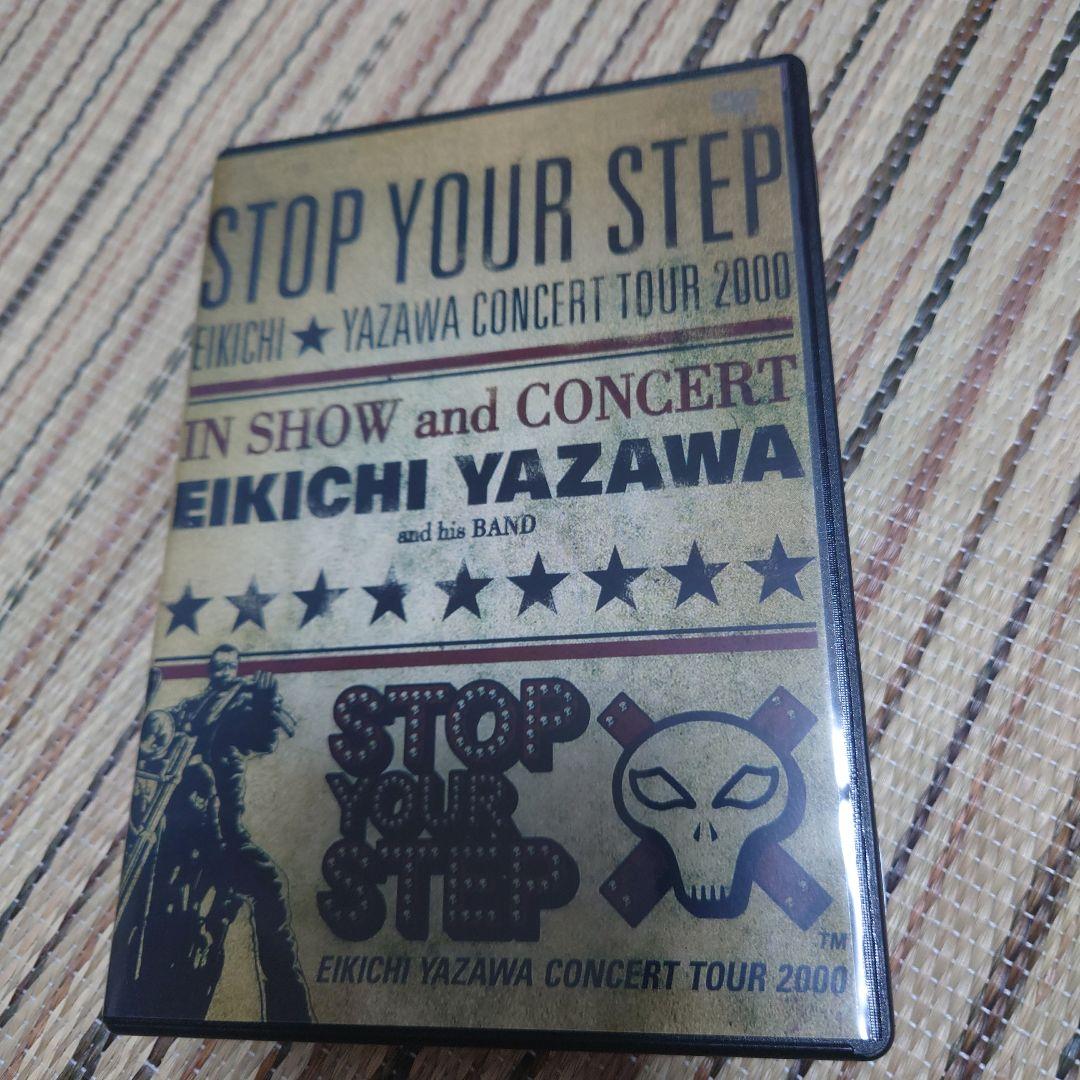 STOP YOUR STEP
EIKICHI ★ YAZAWA CONCERT TOUR 2000
IN SHOW and CONCERT
EIKICHI YAZAWA
and his BAND
STOP
YOUR
STEP
TM
EIKICHI YAZAWA CONCERT TOUR 2000